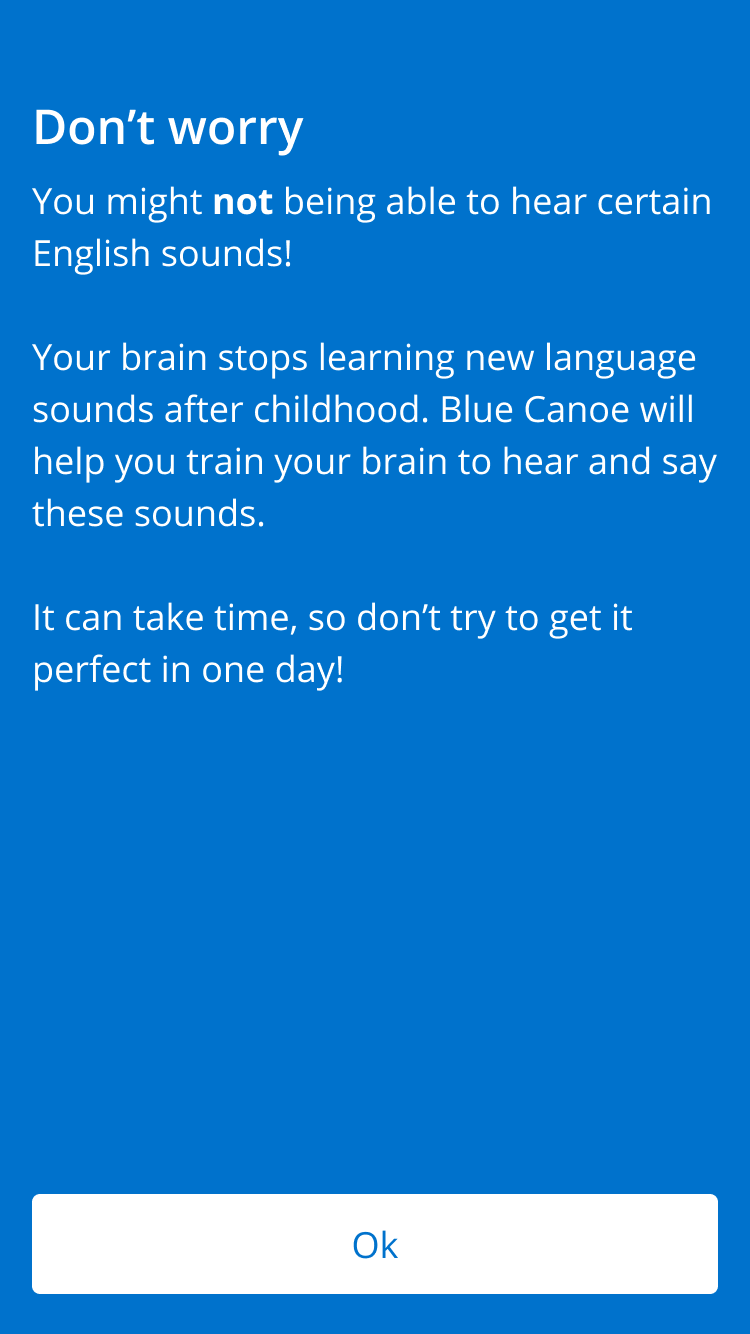 Don’t worry
You might not being able to hear certain
English sounds!
Your brain stops learning new language
sounds after childhood. Blue Canoe will
help you train your brain to hear and say
these sounds.
It can take time, so don’t try to get it
perfect in one day!
Ok